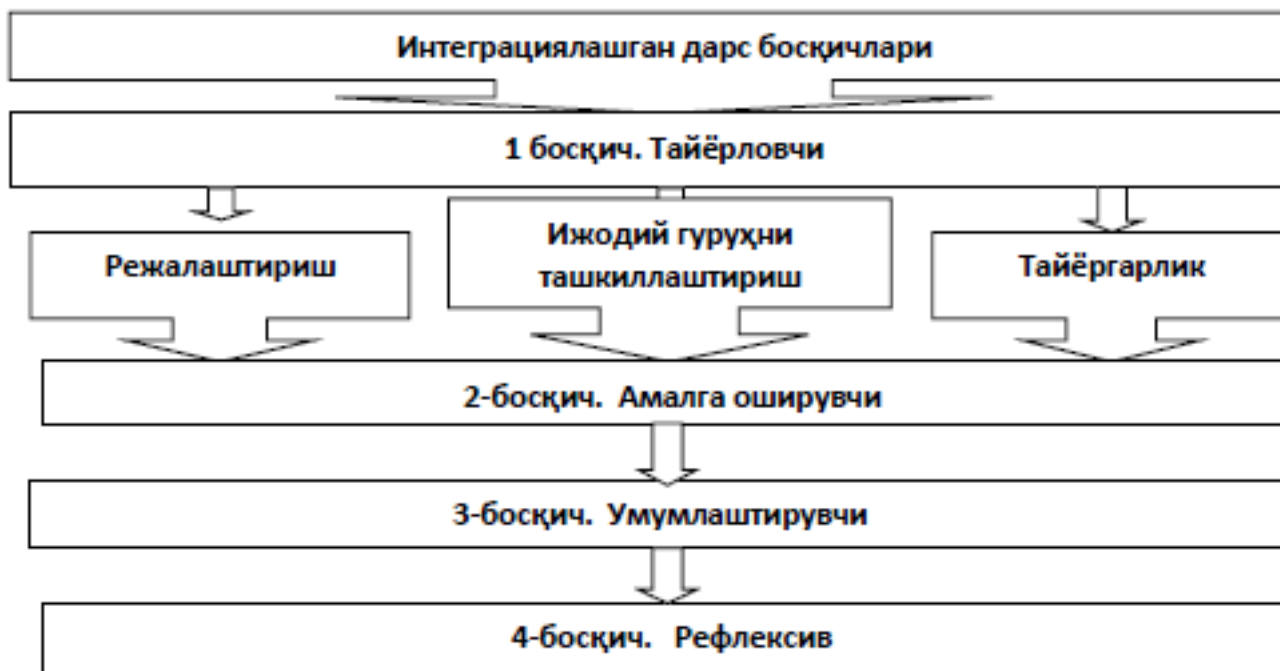 Интеграциялашган дарс босқичлари
1 босқич. Тайёрловчи
Режалаштириш
Ижодий гуруҳни
ташкиллаштириш
Тайёргарлик
2-босқич. Амалга оширувчи
3-босқич. Умумлаштирувчи
4-босқич. Рефлексив